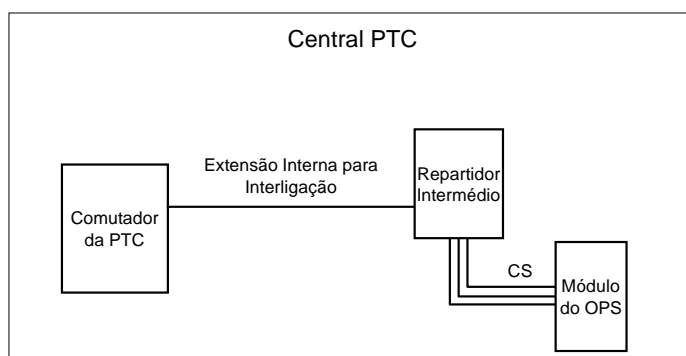 Central PTC
Extensão Interna para
Interligação
Repartidor
Intermédio
Comutador
da PTC
CS
Módulo
do OPS